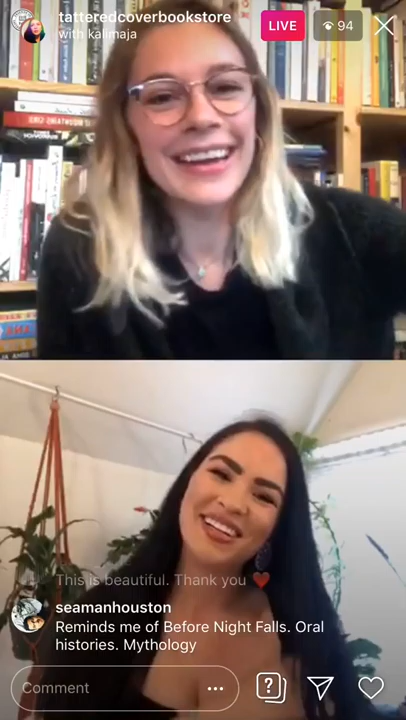 tatteredcoverbookstore
with kalimaja
LIVE
94
This is beautiful. Thank you
seamanhouston
Reminds me of Before Night Falls. Oral
histories. Mythology
Comment